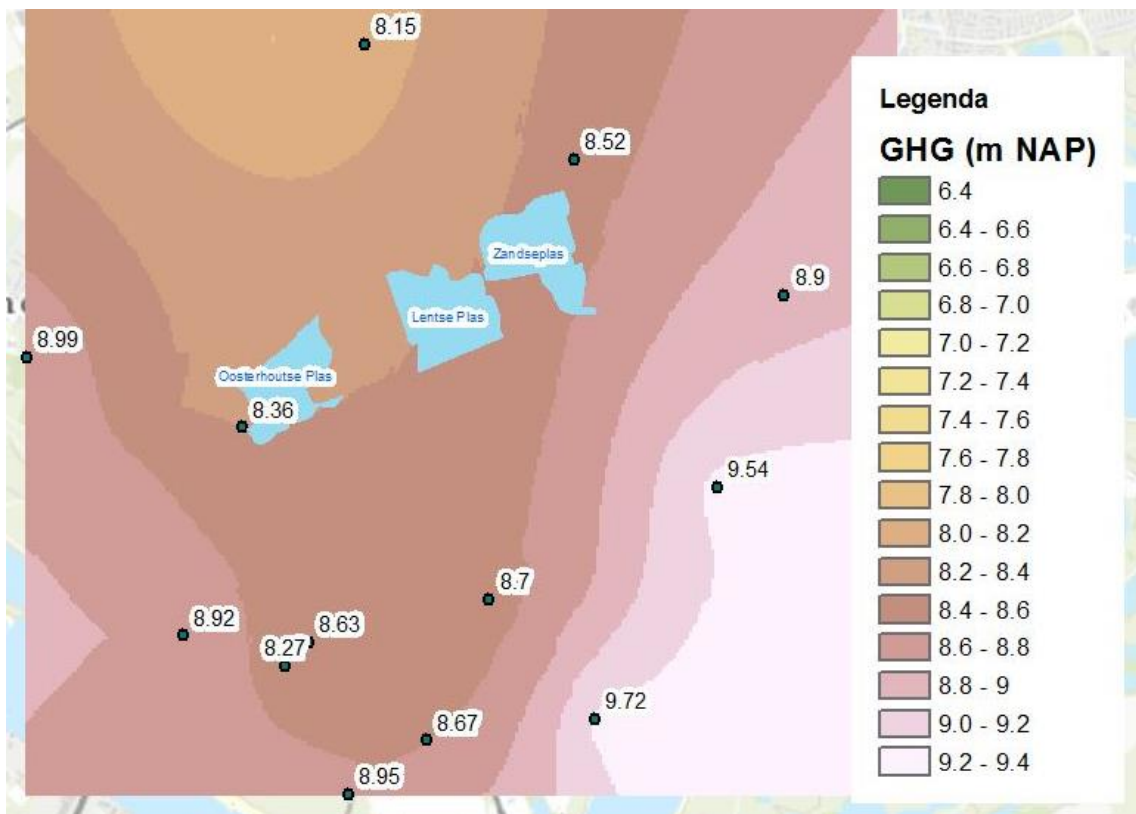 8.15
8.52
Zandseplas
8.9
Lentse Plas
8.99
Oosterhoutse Plas
8.36
9.54
8.7
8.92
8.63
8.27
9.72
8.67
8.95
Legenda
GHG (m NAP)
6.4
6.4 - 6.6
6.6 - 6.8
6.8 - 7.0
7.0 - 7.2
7.2 - 7.4
7.4 - 7.6
7.6 - 7.8
7.8 - 8.0
8.0 - 8.2
8.2 - 8.4
8.4 - 8.6
8.6 - 8.8
8.8 - 9
9.0 - 9.2
9.2 - 9.4